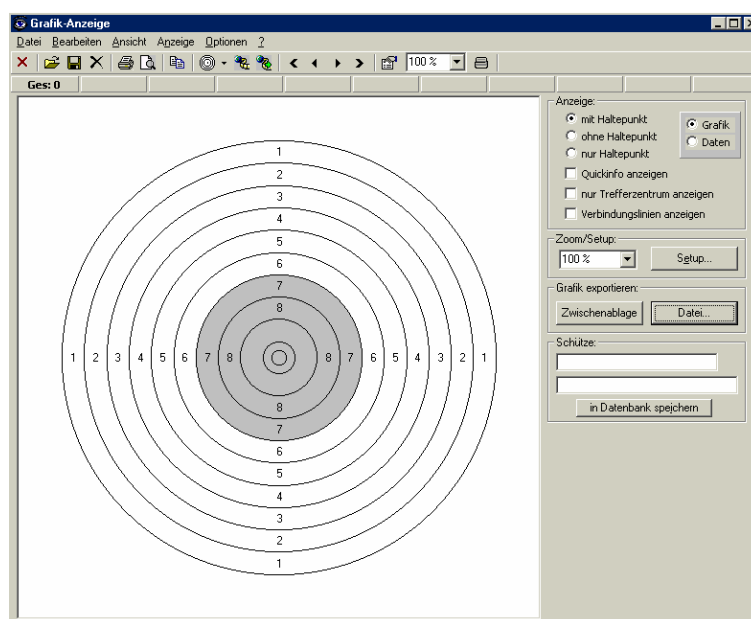 Grafik-Anzeige
Datei Bearbeiten Ansicht Anzeige Optionen ?
100 %
Ges: 0
Anzeige:
mit Haltepunkt
ohne Haltepunkt
nur Haltepunkt
Grafik
Daten
Quickinfo anzeigen
nur Trefferzentrum anzeigen
Verbindungslinien anzeigen
Zoom/Setup:
100 % Setup...
Grafik exportieren:
Zwischenablage Datei...
Schütze:
in Datenbank speichern
1
2
3
4
5
6
7
8
1 2 3 4 5 6 7 8 8 7 6 5 4 3 2 1
8
7
6
5
4
3
2
1